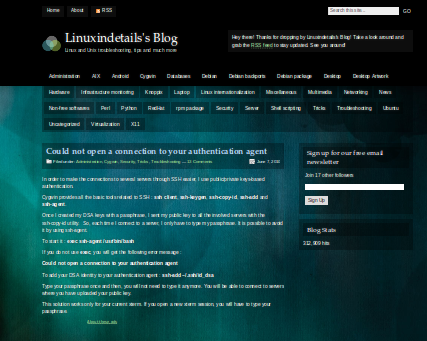 Home About RSS
Search this site...
GO
Linuxindetails's Blog
Linux and Unix troubleshooting, tips and much more
Hey there! Thanks for dropping by Linuxindetails's Blog! Take a look around and
grab the RSS feed to stay updated. See you around!
Administration AIX Android Cygwin Databases Debian Debian backports Debian package Desktop Desktop Artwork
Hardware Infrastructure monitoring Knoppix Laptop Linux internationalization Miscellaneous Multimedia Networking News
Non-free softwares Perl Python RedHat rpm package Security Server Shell scripting Tricks Troubleshooting Ubuntu
Uncategorized Virtualization X11
Could not open a connection to your authentication agent
Administration, Cygwin, Security, Tricks, Troubleshooting — 32 Comments
June 7, 2010
In order to make the connections to several servers through SSH easier, I use public/private keys-based
authentication.
Cygwin provides all the basic tools related to SSH : ssh client, ssh-keygen, ssh-copy-id, ssh-add and
ssh-agent.
Once I created my DSA keys with a passphrase, I sent my public key to all the involved servers with the
ssh-copy-id utility. So, each time I connect to a server, I only have to type my passphrase. It is possible to avoid
it by using ssh-agent.
To start it : exec ssh-agent /usr/bin/bash
If you do not use exec, you will get the following error message :
Could not open a connection to your authentication agent
To add your DSA identity to your authentication agent : ssh-add ~/.ssh/id_dsa
Type your passphrase once and then, you will not need to type it anymore. You will be able to connect to servers
where you have uploaded your public key.
This solution works only for your current xterm. If you open a new xterm session, you will have to type your
passphrase.
About these ads
Sign up for our free email
newsletter
Join 17 other followers
Sign Up
Blog Stats
312,909 hits